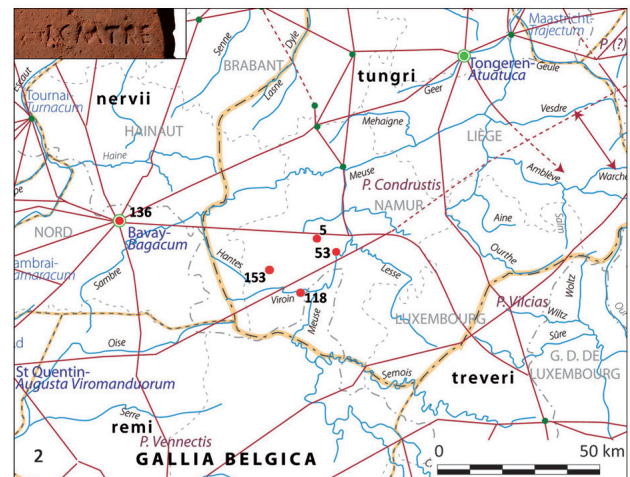 Maastricht-
Trajectum
P. (?)
Senne
Dyle
BRABANT
Lasne
tungri
Tongeren-
Atuatuca
Geule
Geer
Escaut
Tournai-
Turnacum
nervii
HAINAUT
Mehaigne
Vesdre
LIÈGE
Haine
Meuse
P. Condrustis
Amblève
Warche
NAMUR
136
NORD
Bavay-
Bagacum
5
53
Aine
Salm
Ourthe
ambrai-
amaracum
Sambre
Hantes
153
Lesse
Viroin
118
Meuse
P. Vilcias
Woltz
Wiltz
Oise
LUXEMBOURG
Sûre
St Quentin-
Augusta Viromanduorum
G. D. DE
LUXEMBOURG
Semois
treveri
Serre
remi
P. Vennectis
2
GALLIA BELGICA
0
50 km